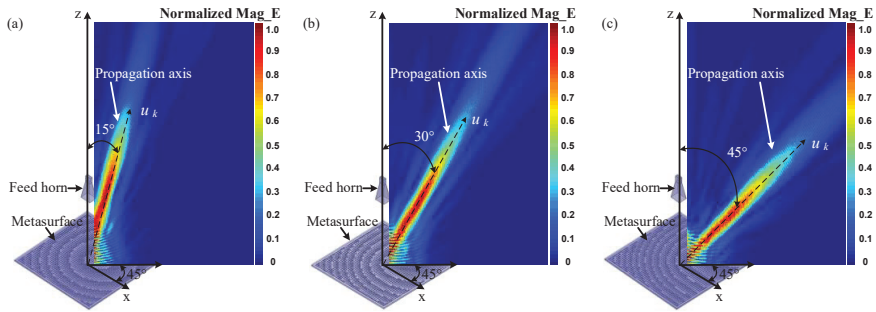 (a)
z
Normalized Mag_E
1.0
0.9
0.8
0.7
0.6
0.5
0.4
0.3
0.2
0.1
0
Propagation axis
u k
15°
Feed horn
Metasurface
45°
x
(b)
z
Normalized Mag_E
1.0
0.9
0.8
0.7
0.6
0.5
0.4
0.3
0.2
0.1
0
Propagation axis
u k
30°
Feed horn
Metasurface
45°
x
(c)
z
Normalized Mag_E
1.0
0.9
0.8
0.7
0.6
0.5
0.4
0.3
0.2
0.1
0
Propagation axis
u k
45°
Feed horn
Metasurface
45°
x